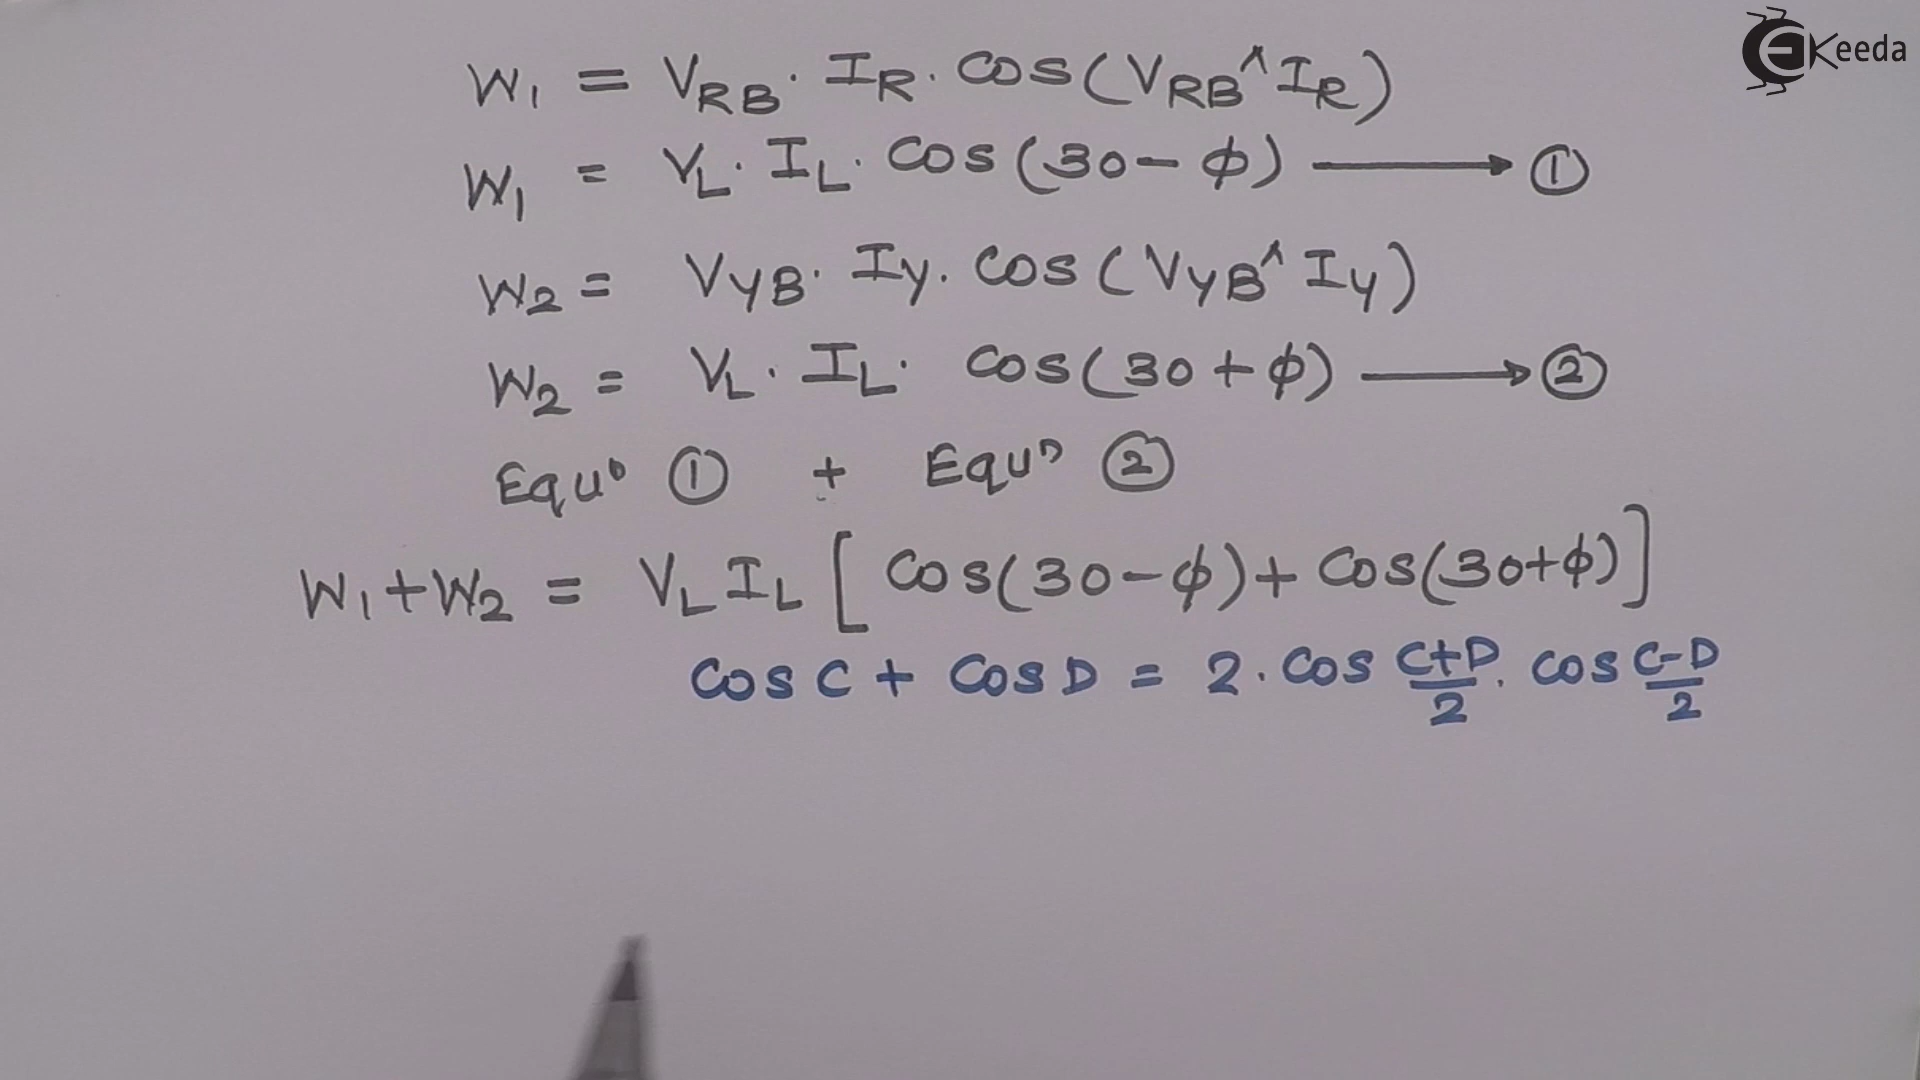 EKeeda
W₁ = V_RB · I_R · cos(V_RB^I_R)
W₁ = V_L · I_L · cos(30-ϕ) ⟶ ①
W₂ = V_YB · I_Y · cos(V_YB^I_Y)
W₂ = V_L · I_L · cos(30+ϕ) ⟶ ②
Equⁿ ① + Equⁿ ②
W₁+W₂ = V_L I_L [cos(30-ϕ)+cos(30+ϕ)]
cos C + cos D = 2 · cos (C+D)/2 · cos (C-D)/2